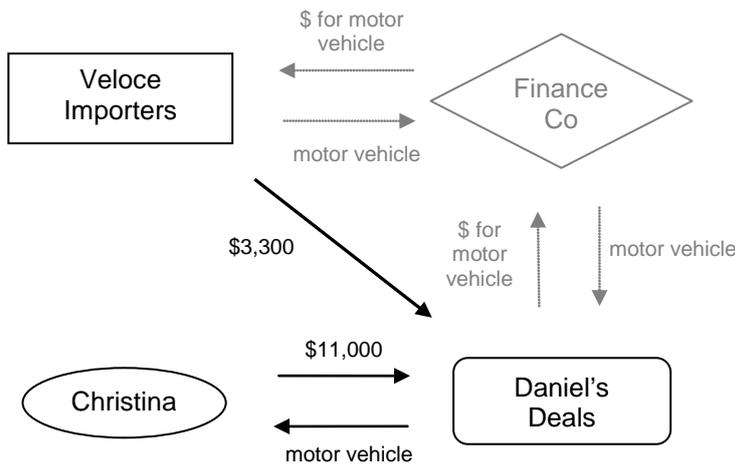 $ for motor
vehicle
Veloce
Importers
Finance
Co
motor vehicle
$3,300
$ for
motor
vehicle
motor vehicle
$11,000
Christina
Daniel's
Deals
motor vehicle